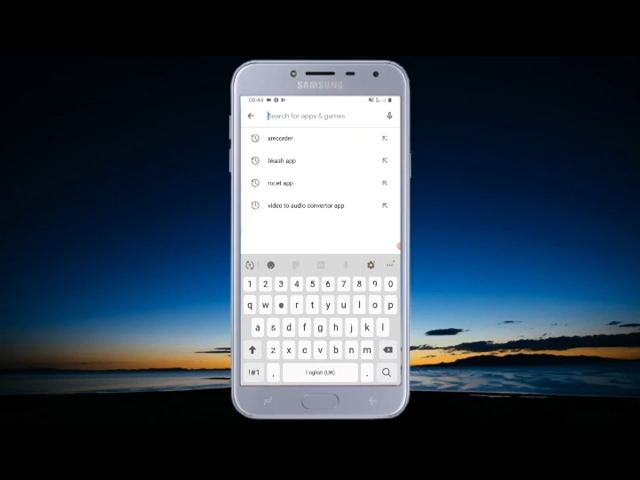 SAMSUNG
08:44
Search for apps & games
xrecorder
bkash app
rocet app
video to audio convertor app
1 2 3 4 5 6 7 8 9 0
q w e r t y u i o p
a s d f g h j k l
z x c v b n m
!#1 , English (UK) .